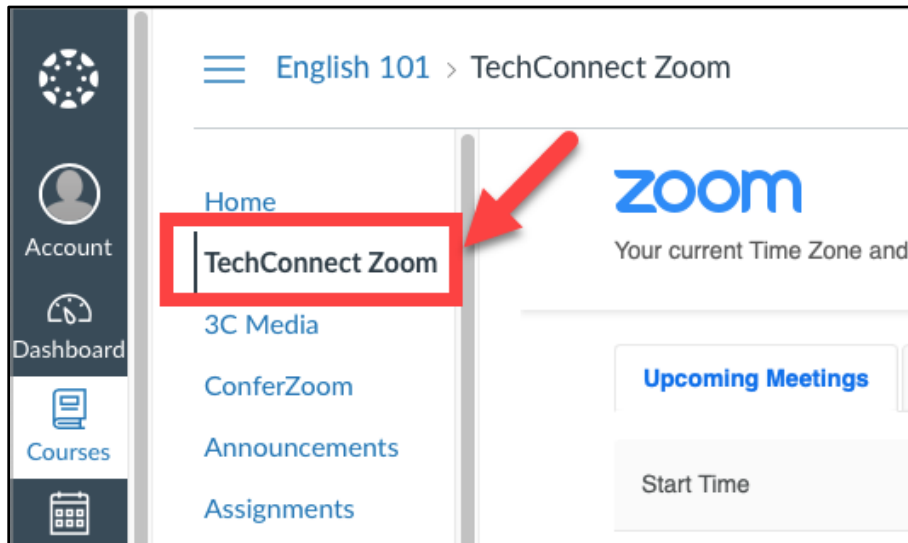 English 101 > TechConnect Zoom
Account
Dashboard
Courses
Home
TechConnect Zoom
3C Media
ConferZoom
Announcements
Assignments
zoom
Your current Time Zone and
Upcoming Meetings
Start Time